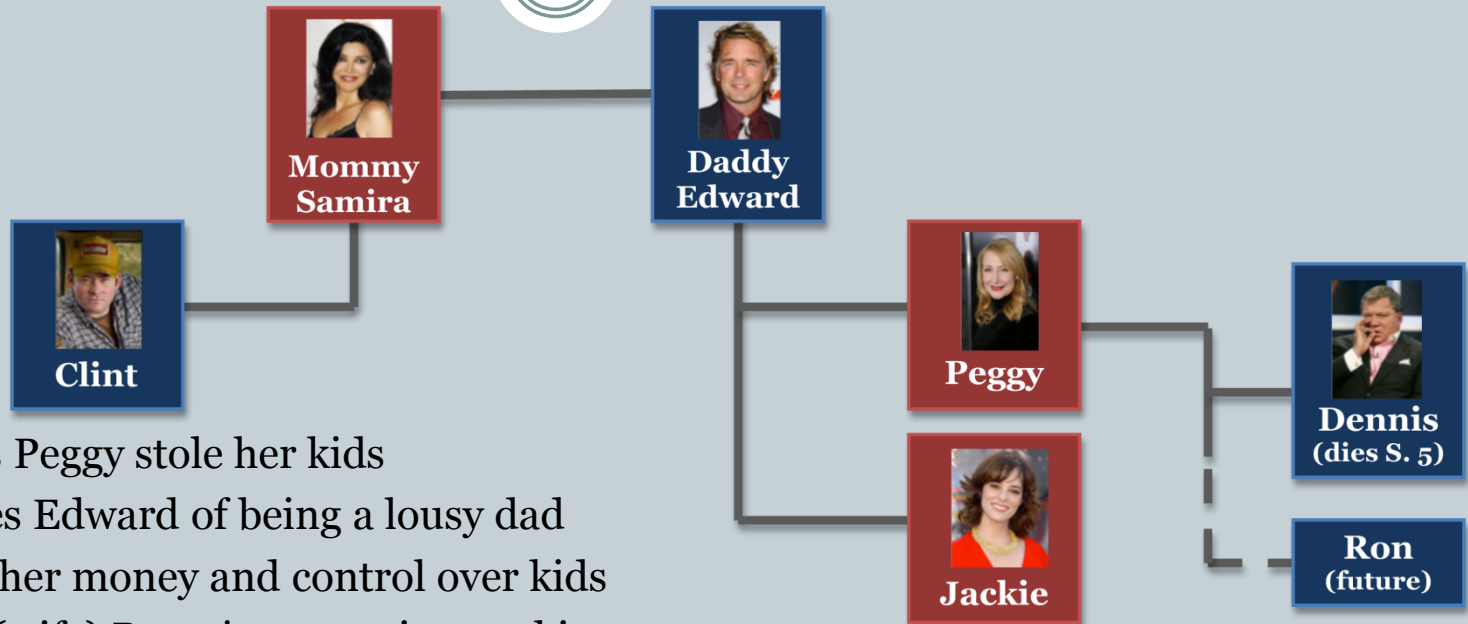 Mommy
Samira
Daddy
Edward
Clint
Peggy
Dennis
(dies S. 5)
Jackie
Ron
(future)
Peggy stole her kids
Edward of being a lousy dad
her money and control over kids